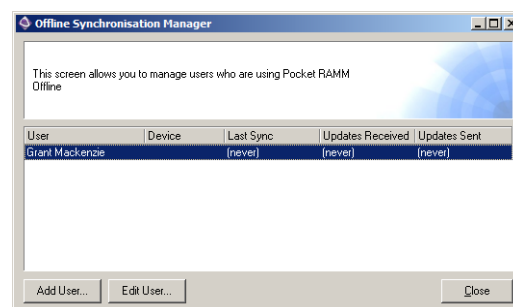 Offline Synchronisation Manager
This screen allows you to manage users who are using Pocket RAMM
Offline
User Device Last Sync Updates Received Updates Sent
Grant Mackenzie (never) (never) (never)
Add User... Edit User... Close